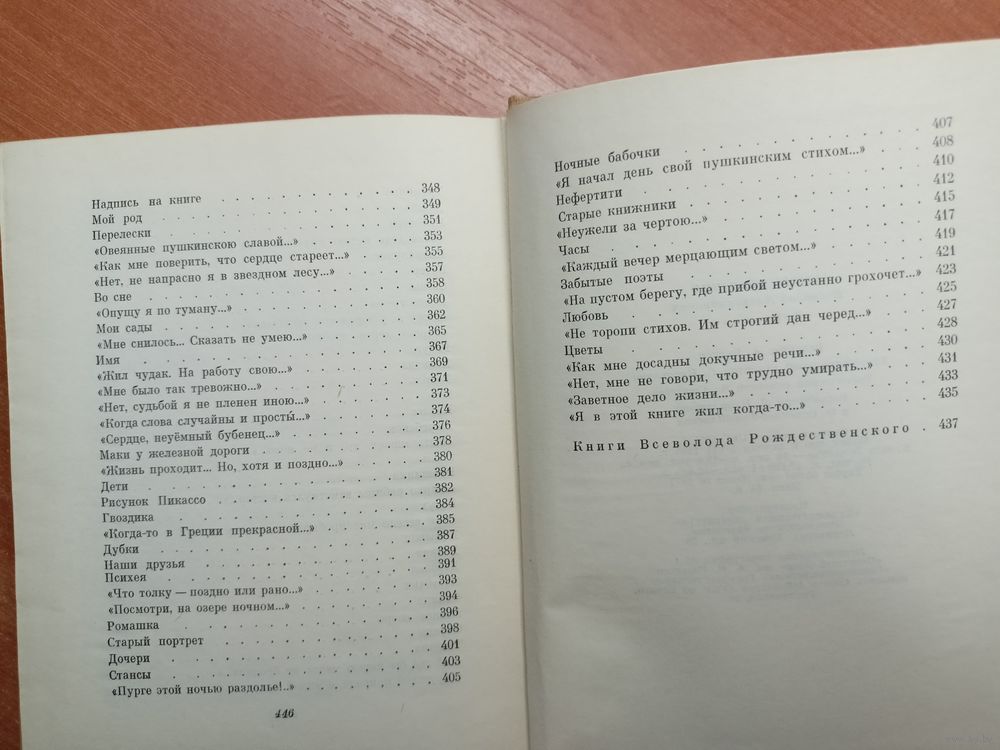 Надпись на книге . . . . . . . . 348
Мой род . . . . . . . . 349
Перелески . . . . . . . . 351
«Овеянные пушкинскою славой...» . . . . . 353
«Как мне поверить, что сердце стареет...» . . . . 355
«Нет, не напрасно я в звездном лесу...» . . . . 357
Во сне . . . . . . . . 358
«Опущу я по туману...» . . . . . . . 360
Мои сады . . . . . . . . 362
«Мне снилось... Сказать не умею...» . . . . . 365
Имя . . . . . . . . 367
«Жил чудак. На работу свою...» . . . . . 369
«Мне было так тревожно...» . . . . . . 371
«Нет, судьбой я не пленен иною...» . . . . . 373
«Когда слова случайны и просты́...» . . . . . 374
«Сердце, неуёмный бубенец...» . . . . . . 376
Маки у железной дороги . . . . . . . 378
«Жизнь проходит... Но, хотя и поздно...» . . . . 380
Дети . . . . . . . . 381
Рисунок Пикассо . . . . . . . . 382
Гвоздика . . . . . . . . 384
«Когда-то в Греции прекрасной...» . . . . . 385
Дубки . . . . . . . . 387
Наши друзья . . . . . . . . 389
Психея . . . . . . . . 391
«Что толку — поздно или рано...» . . . . . 393
«Посмотри, на озере ночном...» . . . . . . 394
Ромашка . . . . . . . . 396
Старый портрет . . . . . . . . 398
Дочери . . . . . . . . 401
Стансы . . . . . . . . 403
«Пурге этой ночью раздолье!..» . . . . . . 405
446
Ночные бабочки . . . . . . . . 407
«Я начал день свой пушкинским стихом...» . . . . 408
Нефертити . . . . . . . . 410
Старые книжники . . . . . . . . 412
«Неужели за чертою...» . . . . . . . 415
Часы . . . . . . . . 417
«Каждый вечер мерцающим светом...» . . . . . 419
Забытые поэты . . . . . . . . 421
«На пустом берегу, где прибой неустанно грохочет...» 423
Любовь . . . . . . . . 425
«Не торопи стихов. Им строгий дан черед...» . . . 427
Цветы . . . . . . . . 428
«Как мне досадны докучные речи...» . . . . . 430
«Нет, мне не говори, что трудно умирать...» . . . 431
«Заветное дело жизни...» . . . . . . . 433
«Я в этой книге жил когда-то...» . . . . . 435
Книги Всеволода Рождественского . 437